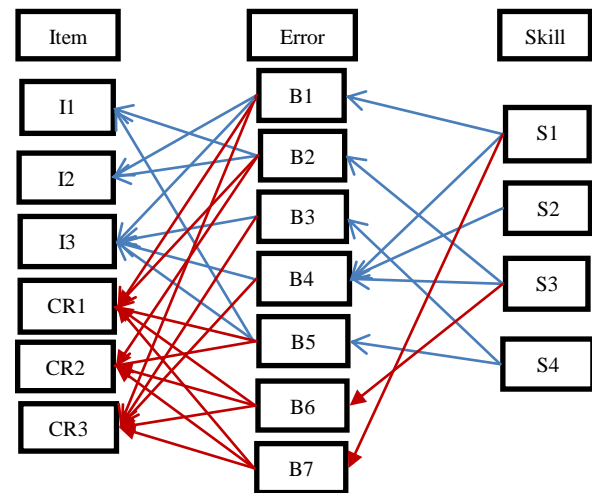 Item
Error
Skill
I1
I2
I3
CR1
CR2
CR3
B1
B2
B3
B4
B5
B6
B7
S1
S2
S3
S4